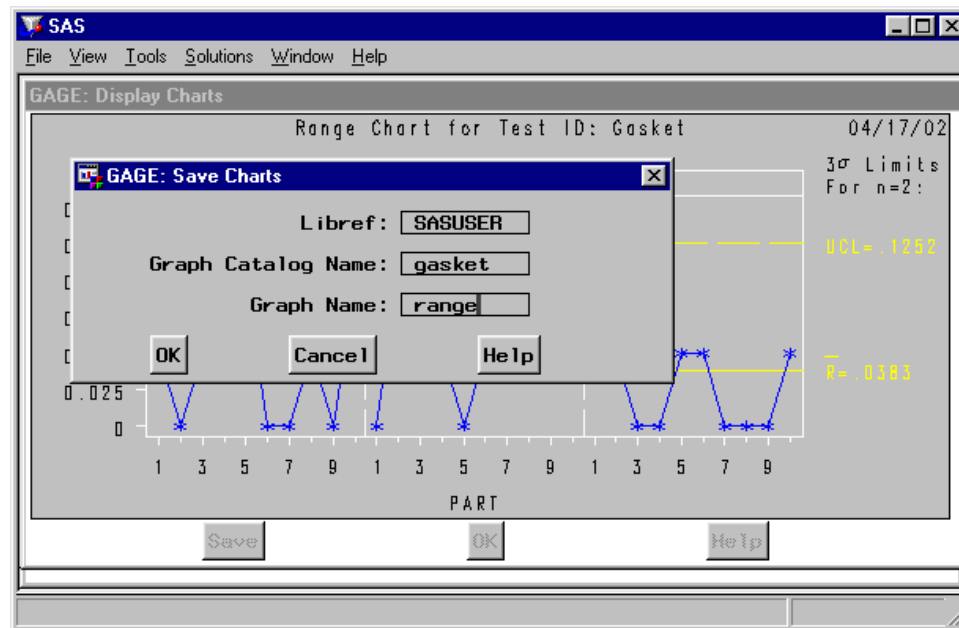 SAS
File View Tools Solutions Window Help
GAGE: Display Charts
Range Chart for Test ID: Gasket 04/17/02
3σ Limits
For n=2:
GAGE: Save Charts
Libref: SASUSER
UCL=.1252
Graph Catalog Name: gasket
Graph Name: range
OK Cancel Help
R=.0383
0.025
0
1 3 5 7 9 1 3 5 7 9 1 3 5 7 9
PART
Save OK Help